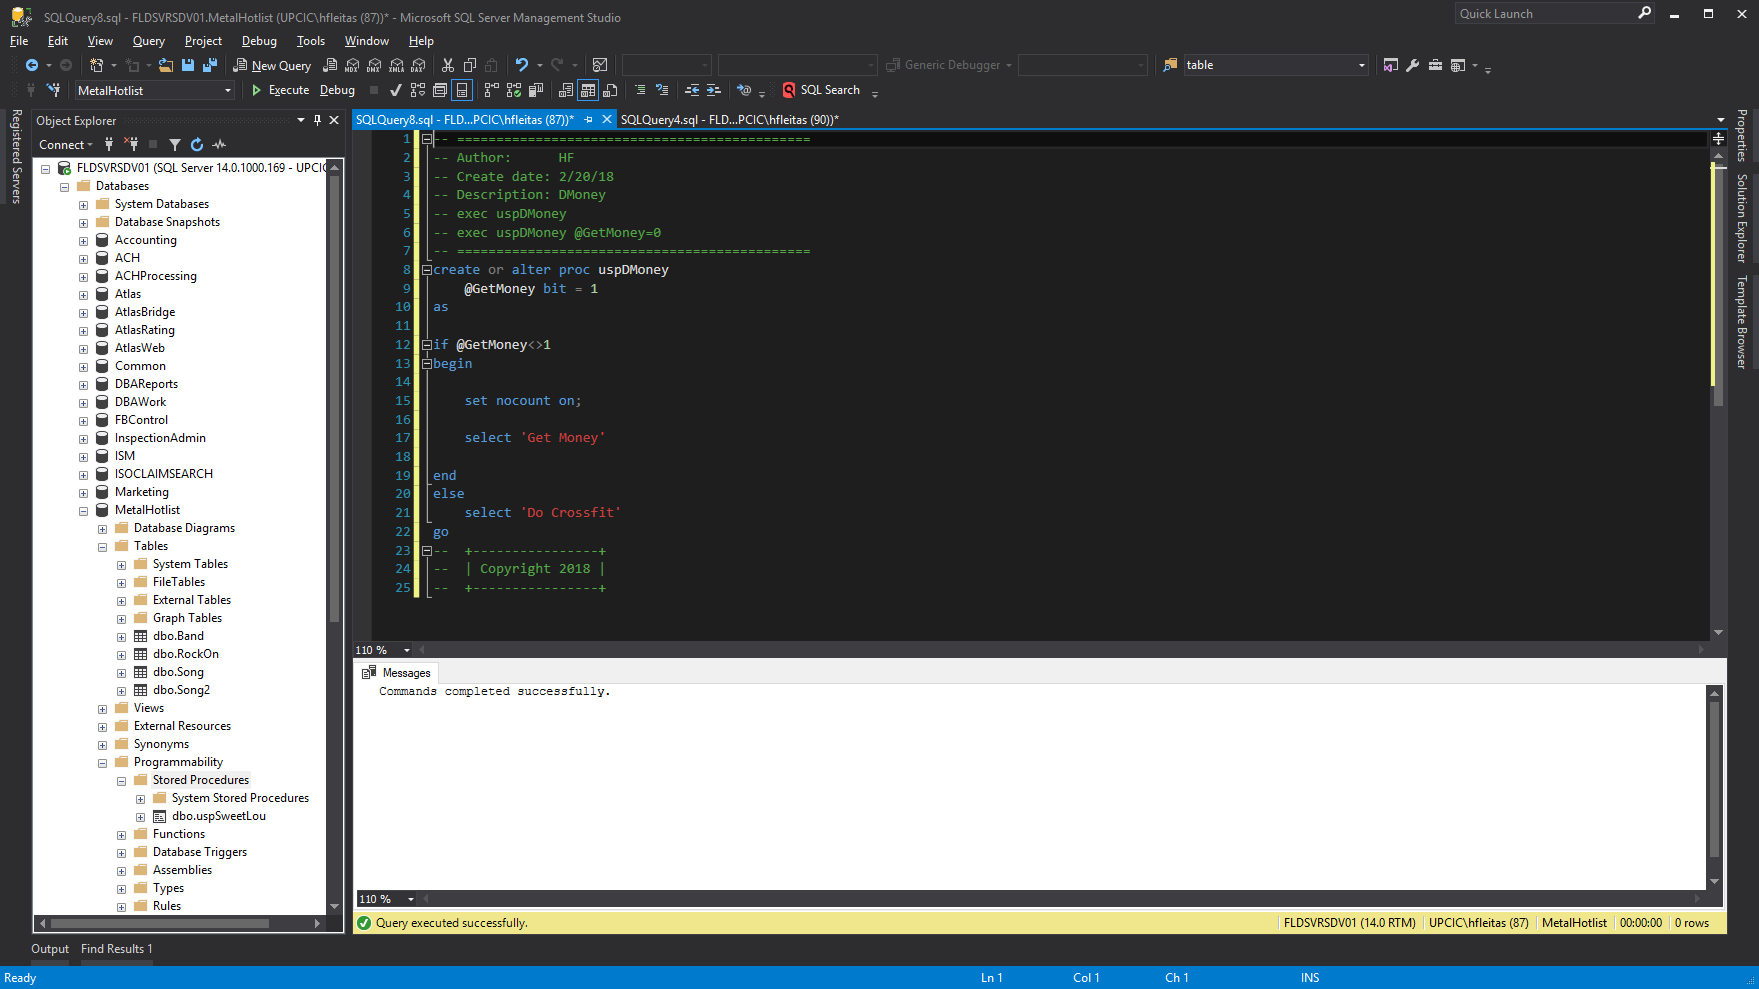 SQLQuery8.sql - FLDSVRSDV01.MetalHotlist (UPCIC\hfleitas (87))* - Microsoft SQL Server Management Studio
Quick Launch
File Edit View Query Project Debug Tools Window Help
New Query
MDX DMX XMLA DAX
Generic Debugger
table
MetalHotlist
Execute Debug
SQL Search
Registered Servers
Object Explorer
Connect
FLDSVRSDV01 (SQL Server 14.0.1000.169 - UPCIC
Databases
System Databases
Database Snapshots
Accounting
ACH
ACHProcessing
Atlas
AtlasBridge
AtlasRating
AtlasWeb
Common
DBAReports
DBAWork
FBControl
InspectionAdmin
ISM
ISOCLAIMSEARCH
Marketing
MetalHotlist
Database Diagrams
Tables
System Tables
FileTables
External Tables
Graph Tables
dbo.Band
dbo.RockOn
dbo.Song
dbo.Song2
Views
External Resources
Synonyms
Programmability
Stored Procedures
System Stored Procedures
dbo.uspSweetLou
Functions
Database Triggers
Assemblies
Types
Rules
SQLQuery8.sql - FLD...PCIC\hfleitas (87))* SQLQuery4.sql - FLD...PCIC\hfleitas (90))*
1 -- =============================================
2 -- Author:      HF
3 -- Create date: 2/20/18
4 -- Description: DMoney
5 -- exec uspDMoney
6 -- exec uspDMoney @GetMoney=0
7 -- =============================================
8 create or alter proc uspDMoney
9     @GetMoney bit = 1
10 as
11
12 if @GetMoney<>1
13 begin
14
15     set nocount on;
16
17     select 'Get Money'
18
19 end
20 else
21     select 'Do Crossfit'
22 go
23 --  +----------------+
24 --  | Copyright 2018 |
25 --  +----------------+
110 %
Messages
Commands completed successfully.
110 %
Query executed successfully. FLDSVRSDV01 (14.0 RTM) UPCIC\hfleitas (87) MetalHotlist 00:00:00 0 rows
Properties
Solution Explorer
Template Browser
Output Find Results 1
Ready Ln 1 Col 1 Ch 1 INS